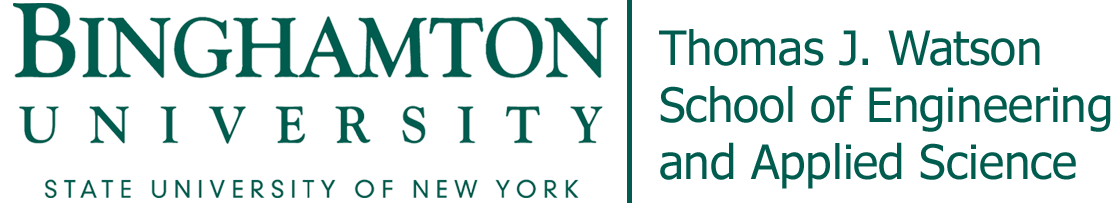 BINGHAMTON
UNIVERSITY
STATE UNIVERSITY OF NEW YORK
Thomas J. Watson
School of Engineering
and Applied Science